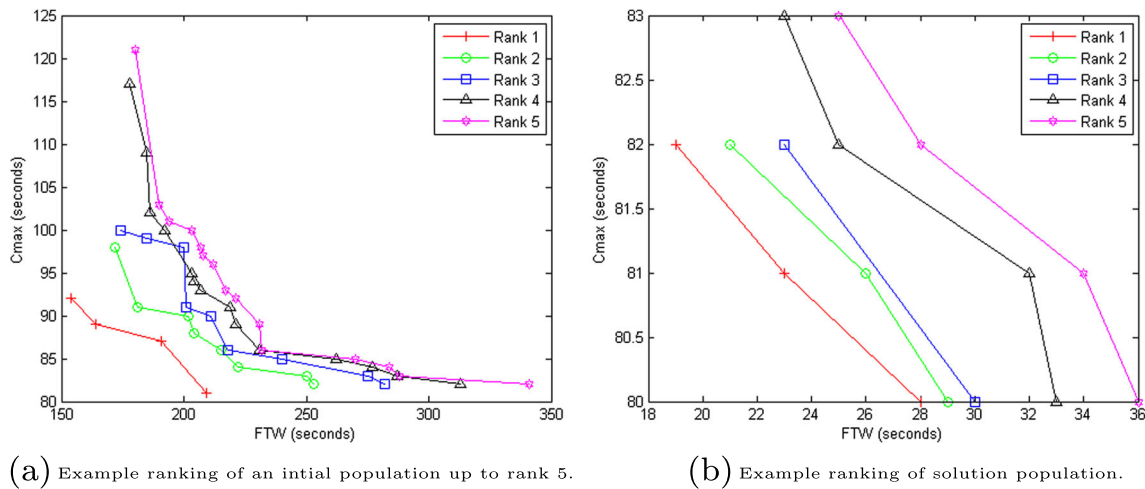 125
120
115
110
105
100
95
90
85
80
Cmax (seconds)
150 200 250 300 350
FTW (seconds)
Rank 1
Rank 2
Rank 3
Rank 4
Rank 5
(a) Example ranking of an intial population up to rank 5.
83
82.5
82
81.5
81
80.5
80
Cmax (seconds)
18 20 22 24 26 28 30 32 34 36
FTW (seconds)
Rank 1
Rank 2
Rank 3
Rank 4
Rank 5
(b) Example ranking of solution population.